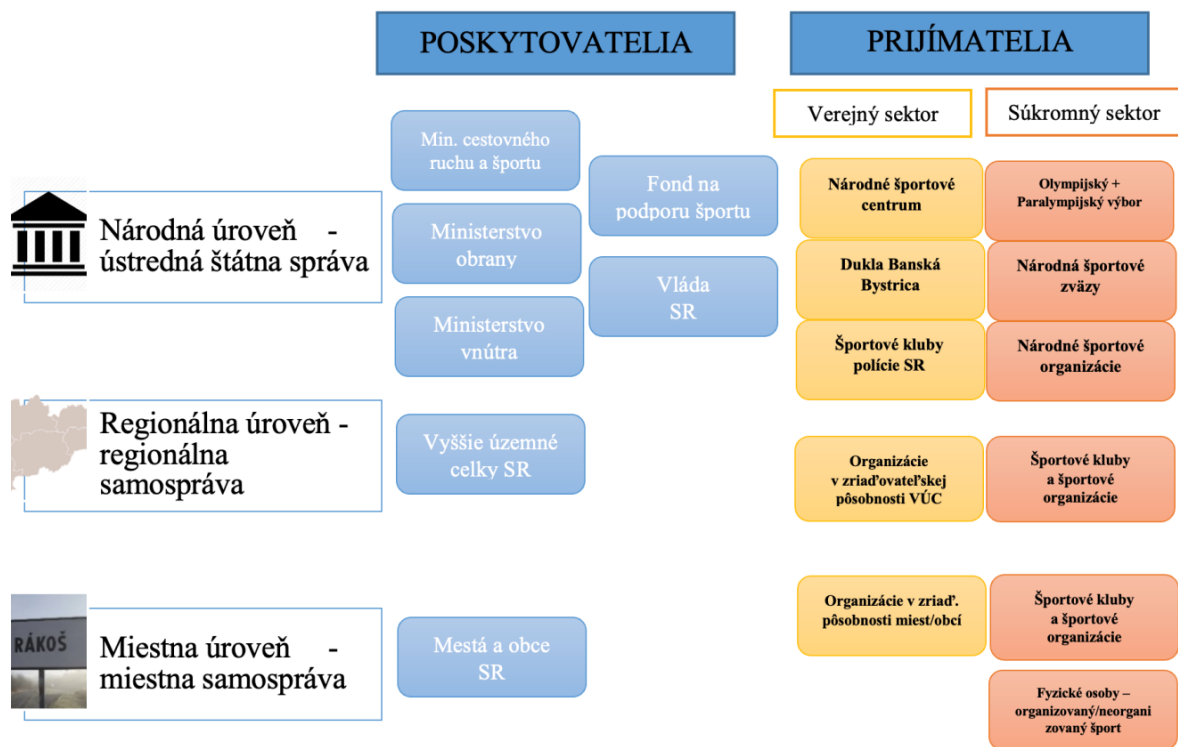 POSKYTOVATELIA
PRIJÍMATELIA
Verejný sektor
Súkromný sektor
Národná úroveň -
ústredná štátna správa
Min. cestovného
ruchu a športu
Ministerstvo
obrany
Ministerstvo
vnútra
Fond na
podporu športu
Vláda
SR
Národné športové
centrum
Olympijský +
Paralympijský výbor
Dukla Banská
Bystrica
Národná športové
zväzy
Športové kluby
polície SR
Národné športové
organizácie
Regionálna úroveň -
regionálna
samospráva
Vyššie územné
celky SR
Organizácie
v zriaďovateľskej
pôsobnosti VÚC
Športové kluby
a športové
organizácie
RÁKOŠ
Miestna úroveň -
miestna samospráva
Mestá a obce
SR
Organizácie v zriaď.
pôsobnosti miest/obcí
Športové kluby
a športové
organizácie
Fyzické osoby –
organizovaný/neorgani
zovaný šport